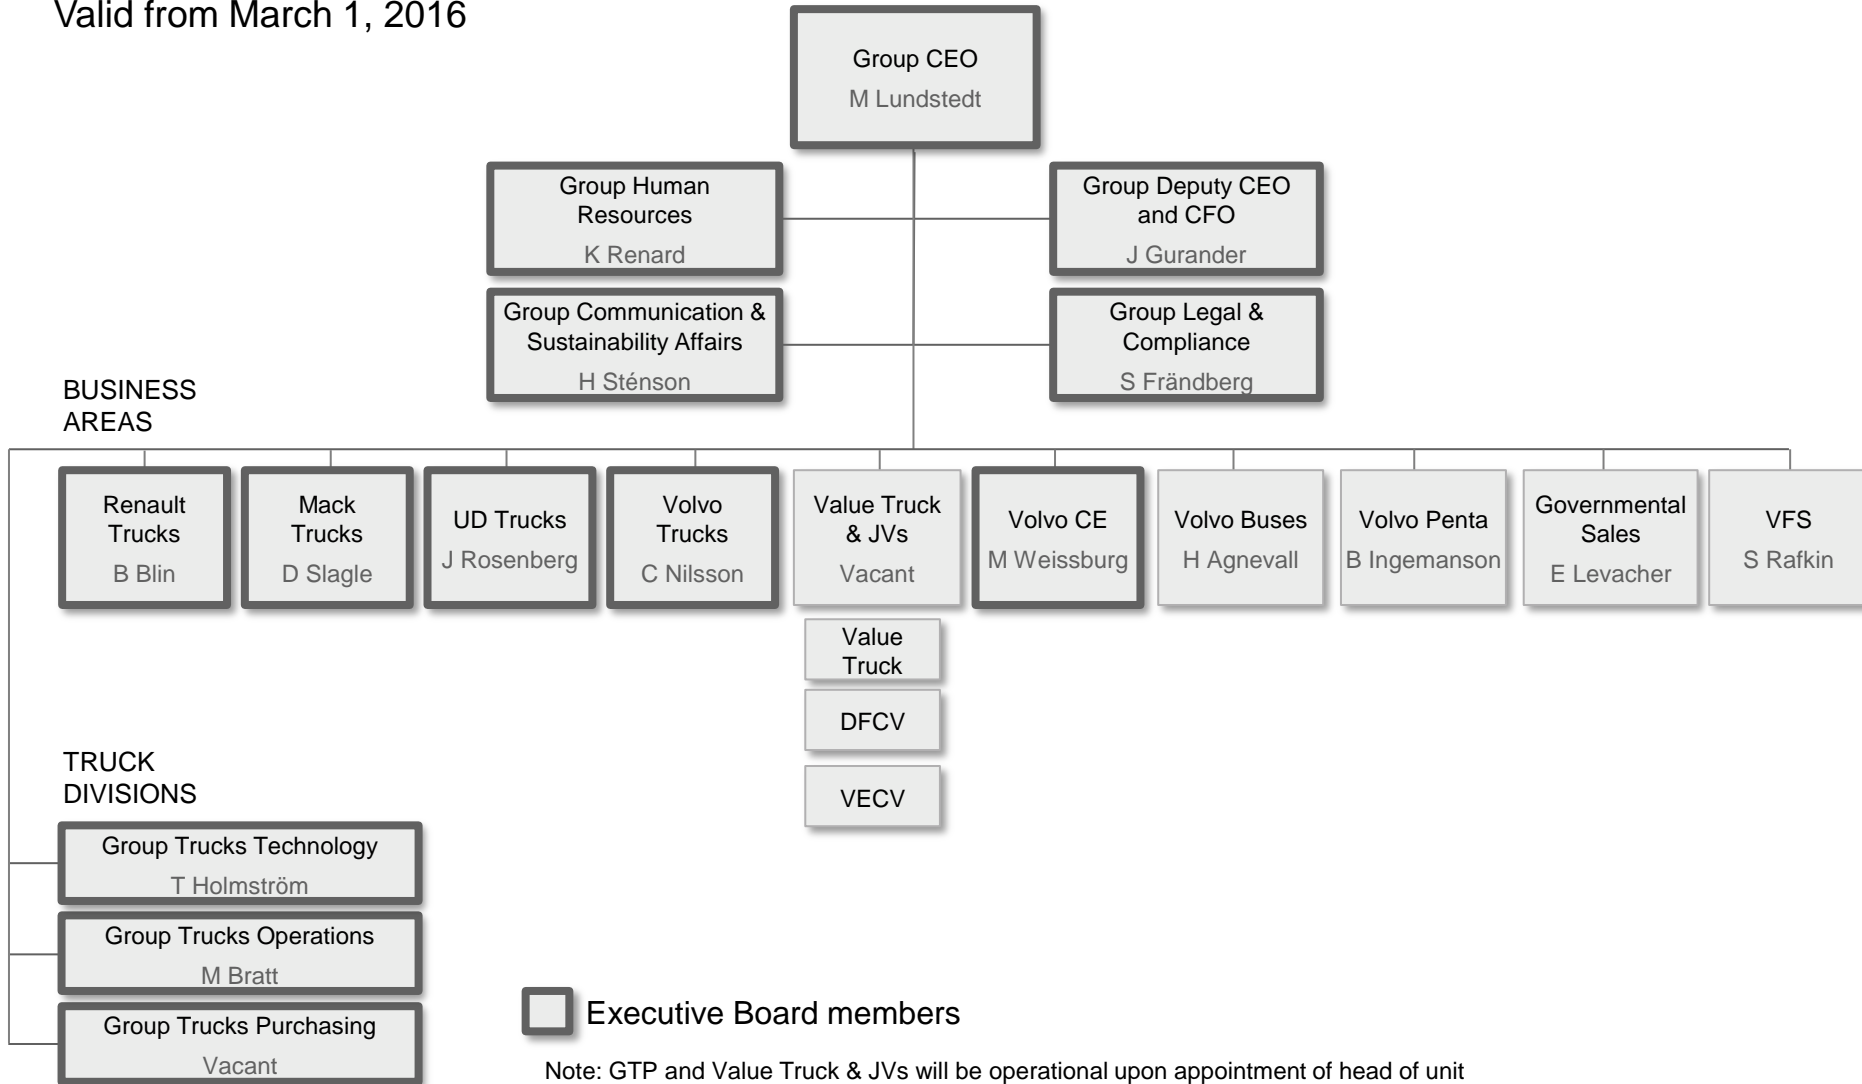 Valid from March 1, 2016
Group CEO
M Lundstedt
Group Human
Resources
K Renard
Group Deputy CEO
and CFO
J Gurander
Group Communication &
Sustainability Affairs
H Sténson
Group Legal &
Compliance
S Frändberg
BUSINESS
AREAS
Renault
Trucks
B Blin
Mack
Trucks
D Slagle
UD Trucks
J Rosenberg
Volvo
Trucks
C Nilsson
Value Truck
& JVs
Vacant
Volvo CE
M Weissburg
Volvo Buses
H Agnevall
Volvo Penta
B Ingemanson
Governmental
Sales
E Levacher
VFS
S Rafkin
Value
Truck
DFCV
VECV
TRUCK
DIVISIONS
Group Trucks Technology
T Holmström
Group Trucks Operations
M Bratt
Group Trucks Purchasing
Vacant
Executive Board members
Note: GTP and Value Truck & JVs will be operational upon appointment of head of unit